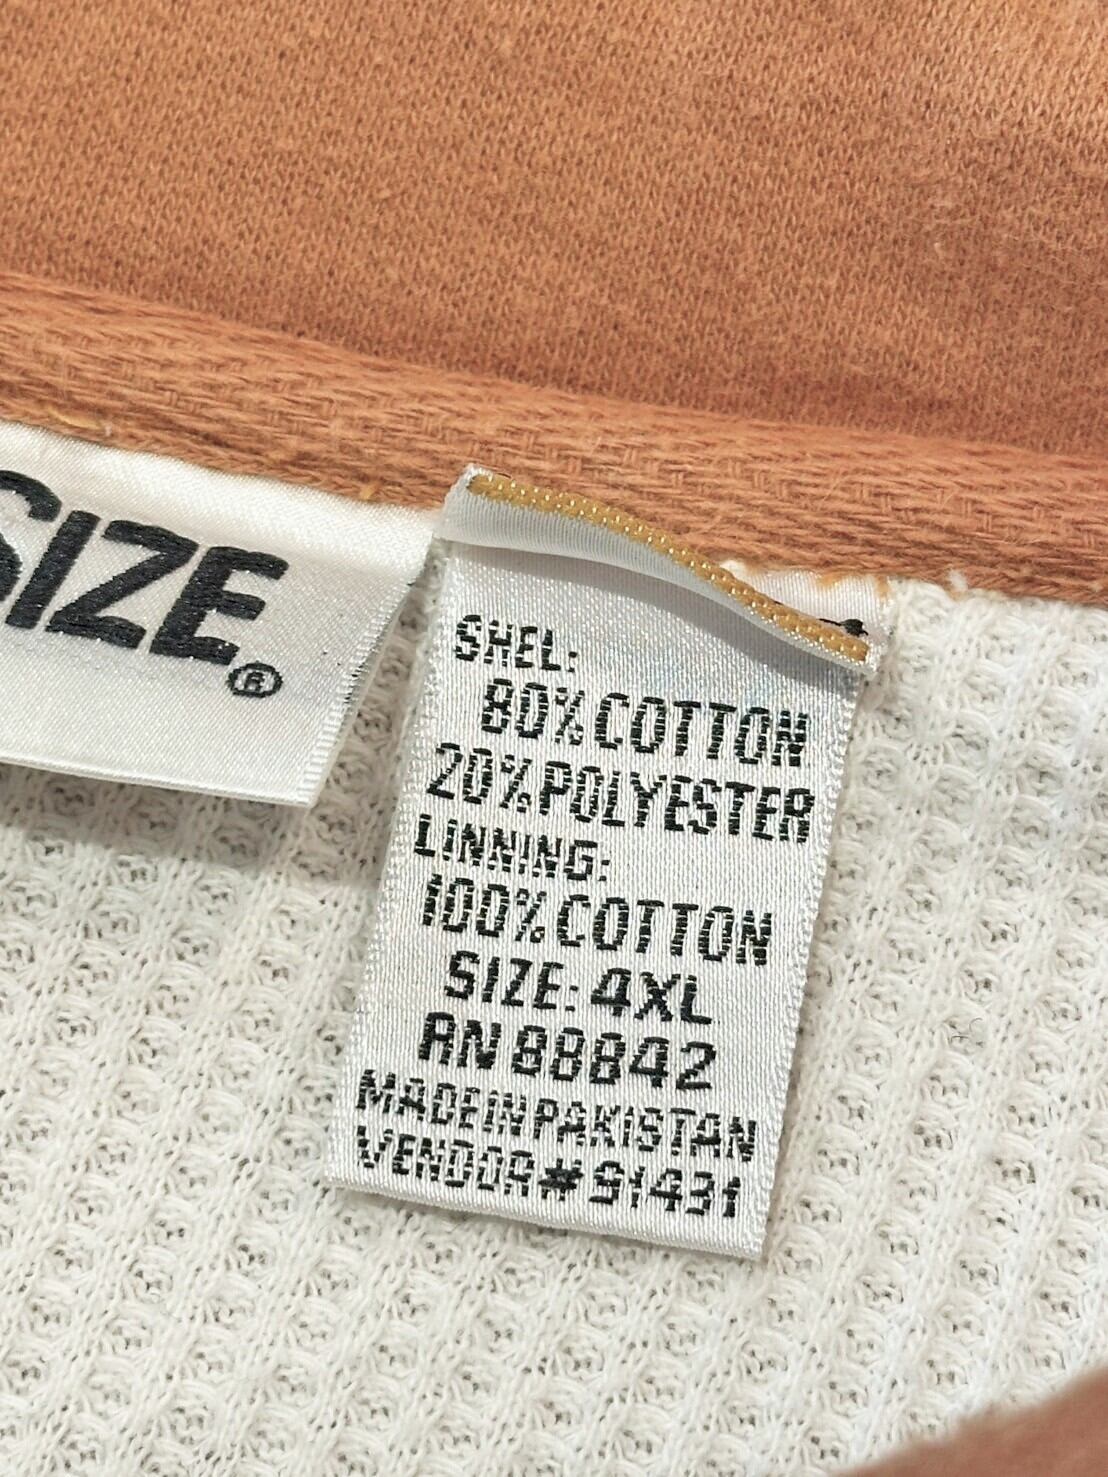 SIZE®
SHEL:
80% COTTON
20% POLYESTER
LINNING:
100% COTTON
SIZE: 4XL
RN 88842
MADE IN PAKISTAN
VENDOR # 91431